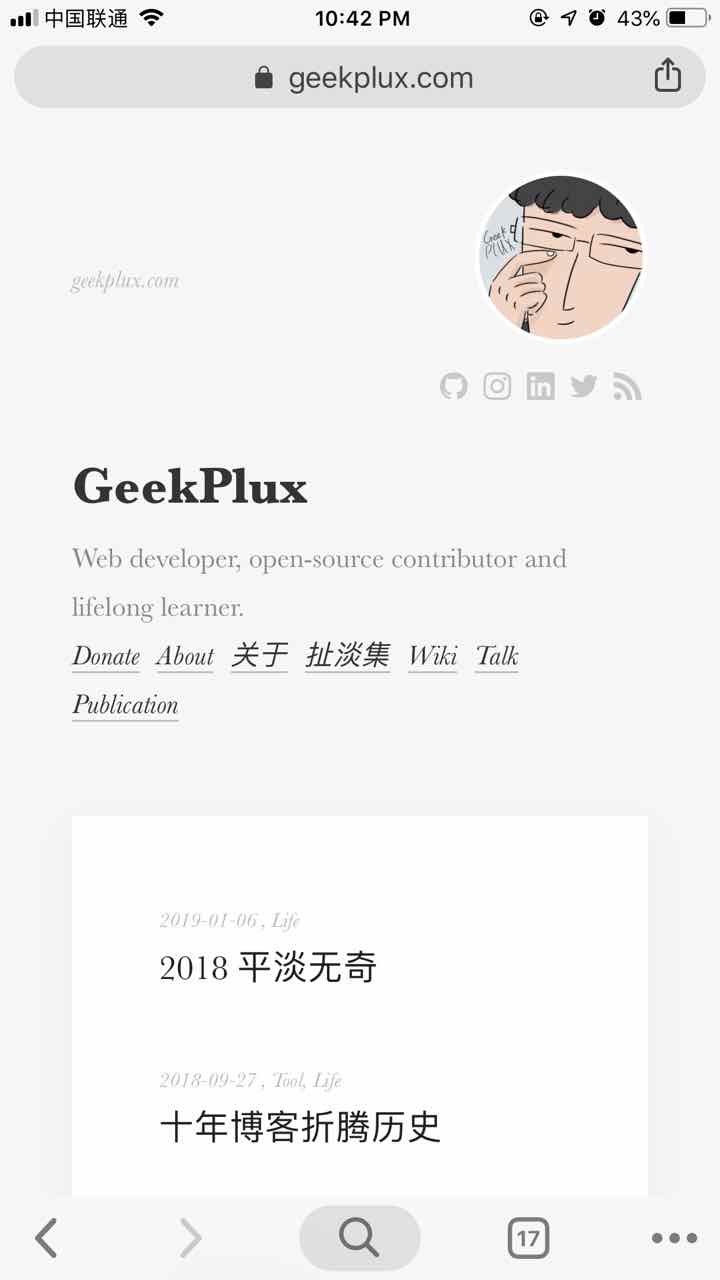 中国联通 10:42 PM 43%
geekplux.com
Geek PLUX
geekplux.com
GeekPlux
Web developer, open-source contributor and
lifelong learner.
Donate About 关于 扯淡集 Wiki Talk
Publication
2019-01-06 , Life
2018 平淡无奇
2018-09-27 , Tool, Life
十年博客折腾历史
17